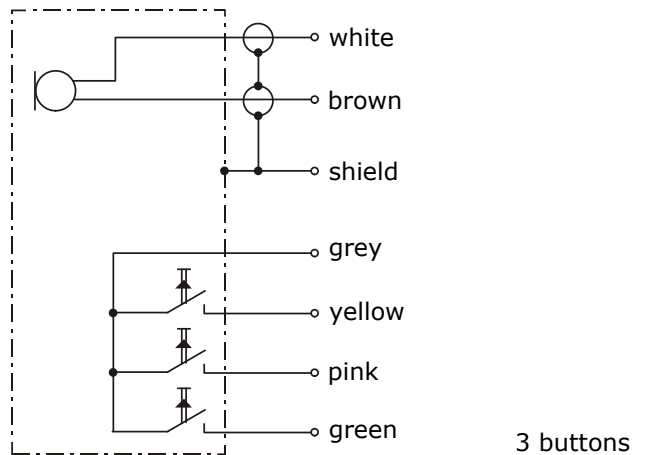 white
brown
shield
grey
yellow
pink
green
3 buttons